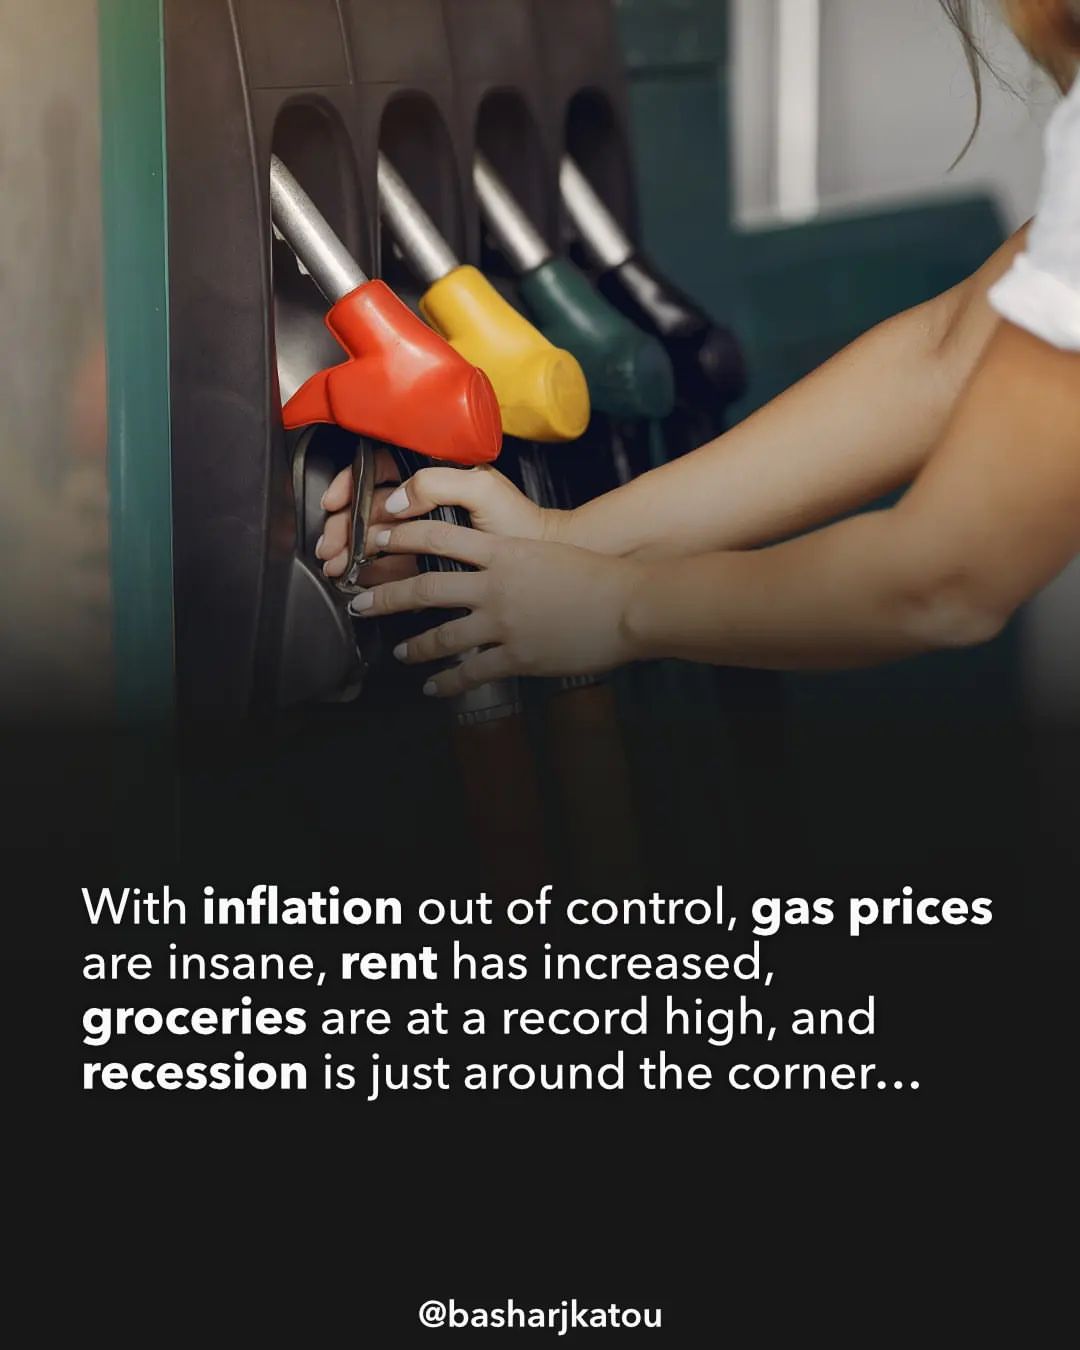 With inflation out of control, gas prices
are insane, rent has increased,
groceries are at a record high, and
recession is just around the corner...
@basharjkatou